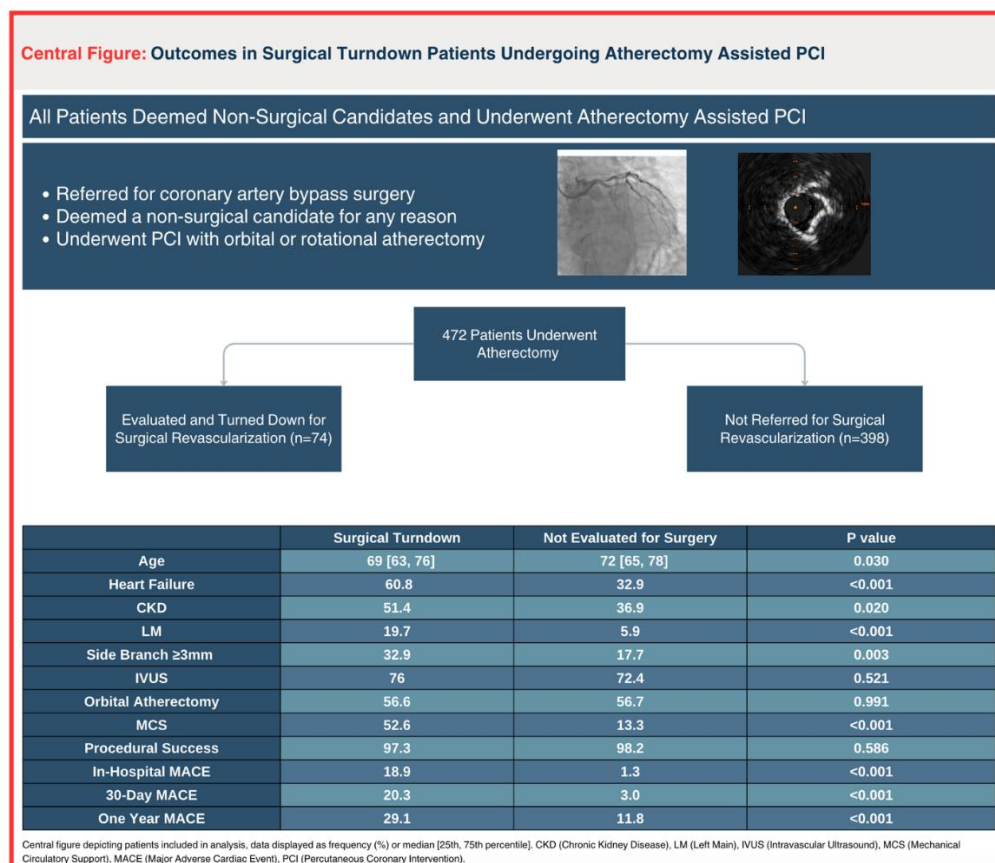 Central Figure: Outcomes in Surgical Turndown Patients Undergoing Atherectomy Assisted PCI
All Patients Deemed Non-Surgical Candidates and Underwent Atherectomy Assisted PCI
• Referred for coronary artery bypass surgery
• Deemed a non-surgical candidate for any reason
• Underwent PCI with orbital or rotational atherectomy
472 Patients Underwent
Atherectomy
Evaluated and Turned Down for
Surgical Revascularization (n=74)
Not Referred for Surgical
Revascularization (n=398)
Surgical Turndown Not Evaluated for Surgery P value
Age 69 [63, 76] 72 [65, 78] 0.030
Heart Failure 60.8 32.9 <0.001
CKD 51.4 36.9 0.020
LM 19.7 5.9 <0.001
Side Branch ≥3mm 32.9 17.7 0.003
IVUS 76 72.4 0.521
Orbital Atherectomy 56.6 56.7 0.991
MCS 52.6 13.3 <0.001
Procedural Success 97.3 98.2 0.586
In-Hospital MACE 18.9 1.3 <0.001
30-Day MACE 20.3 3.0 <0.001
One Year MACE 29.1 11.8 <0.001
Central figure depicting patients included in analysis, data displayed as frequency (%) or median [25th, 75th percentile]. CKD (Chronic Kidney Disease), LM (Left Main), IVUS (Intravascular Ultrasound), MCS (Mechanical
Circulatory Support), MACE (Major Adverse Cardiac Event), PCI (Percutaneous Coronary Intervention).